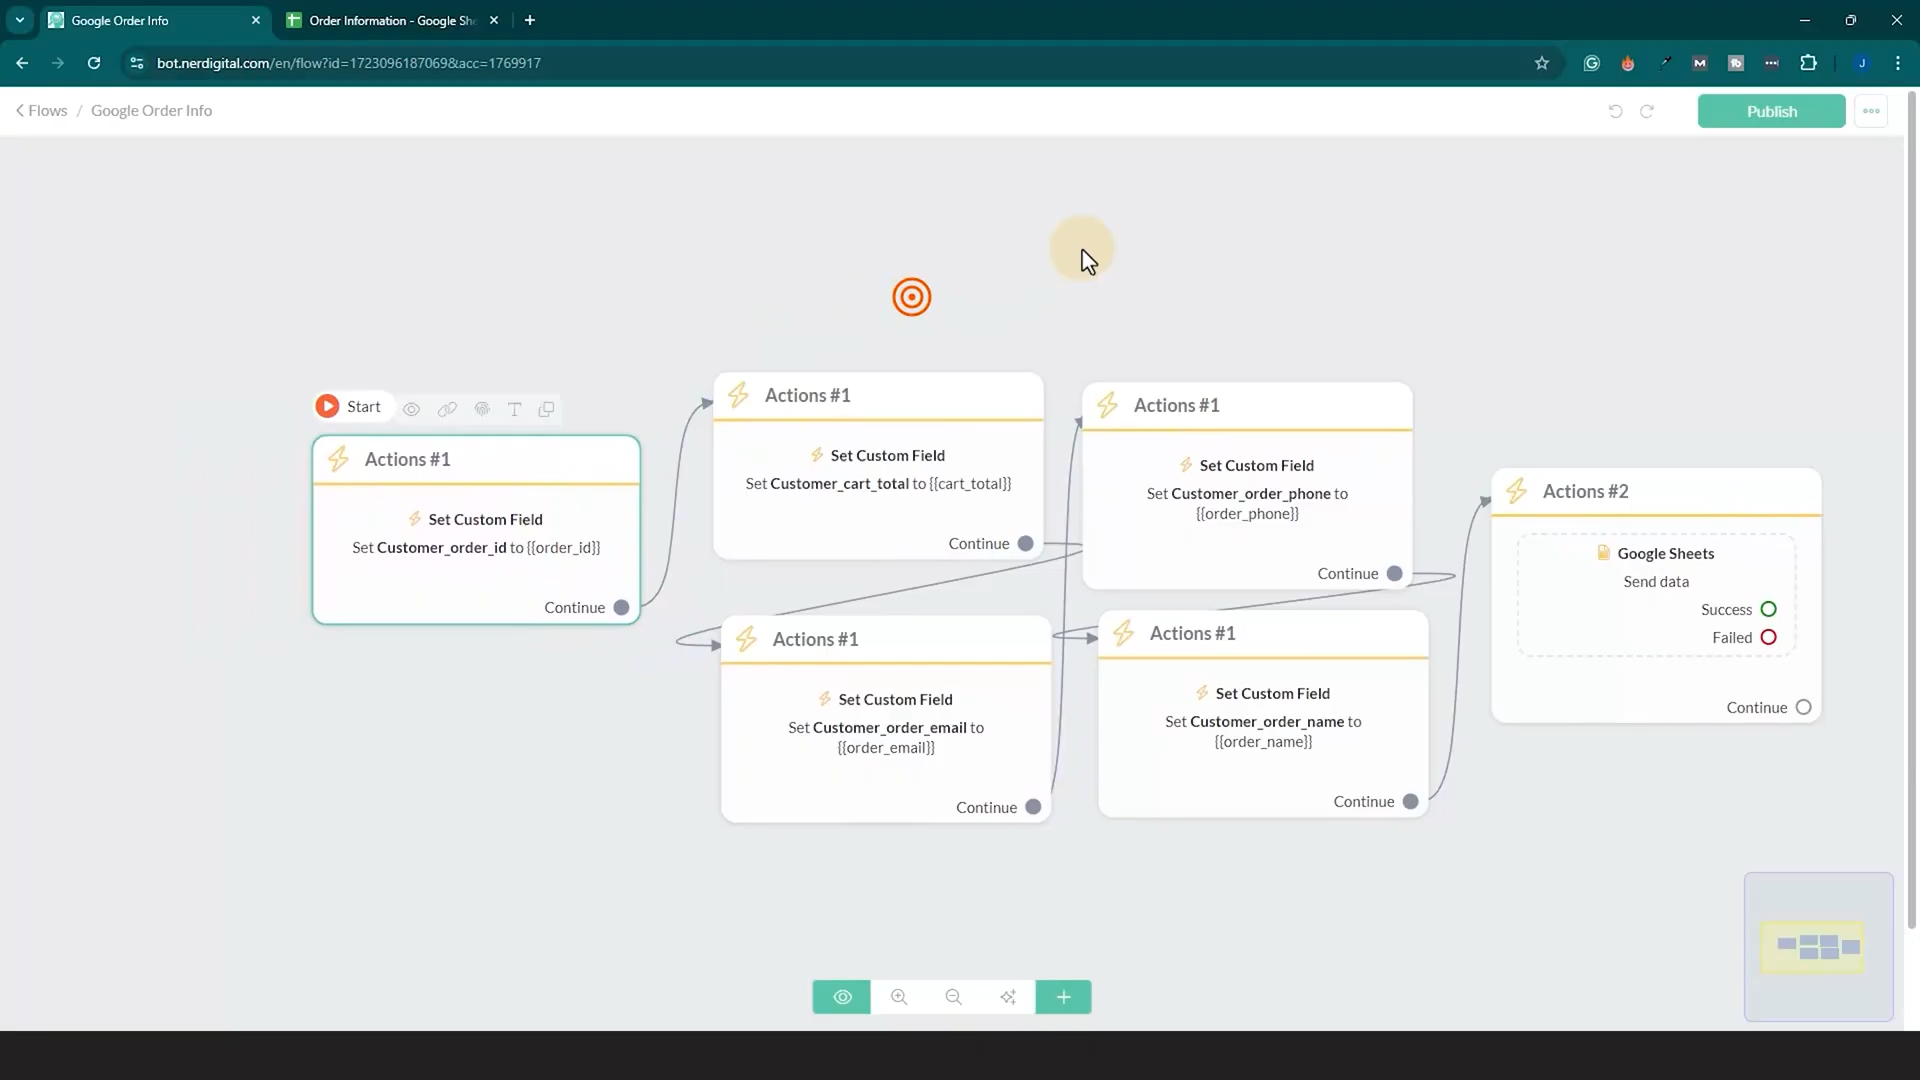 Google Order Info
Order Information - Google She
bot.nerdigital.com/en/flow?id=1723096187069&acc=1769917
J
Flows / Google Order Info
Publish
Start
Actions #1
Set Custom Field
Set Customer_order_id to {{order_id}}
Continue
Actions #1
Set Custom Field
Set Customer_cart_total to {{cart_total}}
Continue
Actions #1
Set Custom Field
Set Customer_order_email to
{{order_email}}
Continue
Actions #1
Set Custom Field
Set Customer_order_phone to
{{order_phone}}
Continue
Actions #1
Set Custom Field
Set Customer_order_name to
{{order_name}}
Continue
Actions #2
Google Sheets
Send data
Success
Failed
Continue